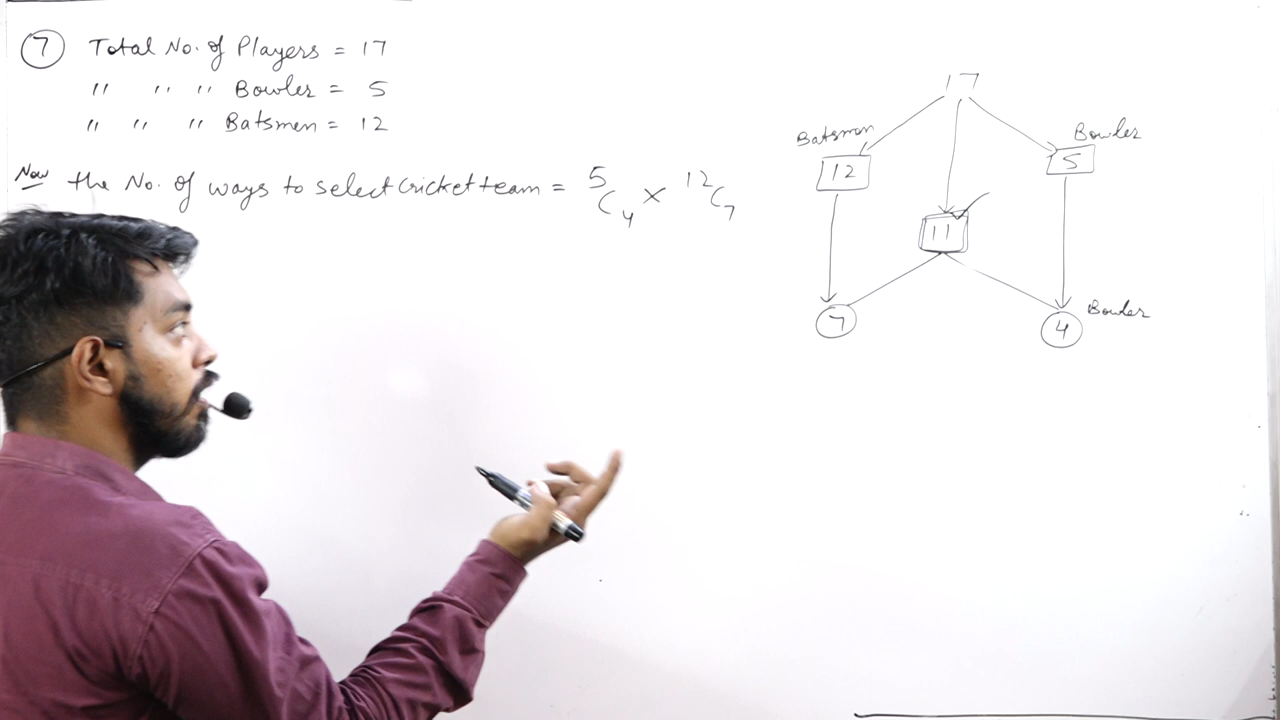 7 Total No. of Players = 17
" " " Bowler = 5
" " " Batsmen = 12
Now the No. of ways to select cricket team = ⁵C₄ × ¹²C₇
17
Batsmen
Bowler
12
5
11
7
4
Bowler